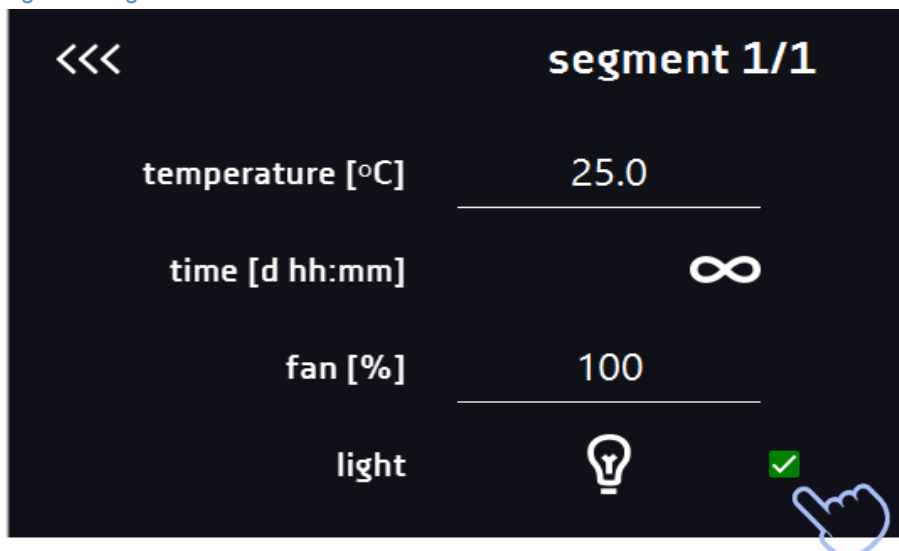 <<< segment 1/1
temperature [°C] 25.0
time [d hh:mm] ∞
fan [%] 100
light